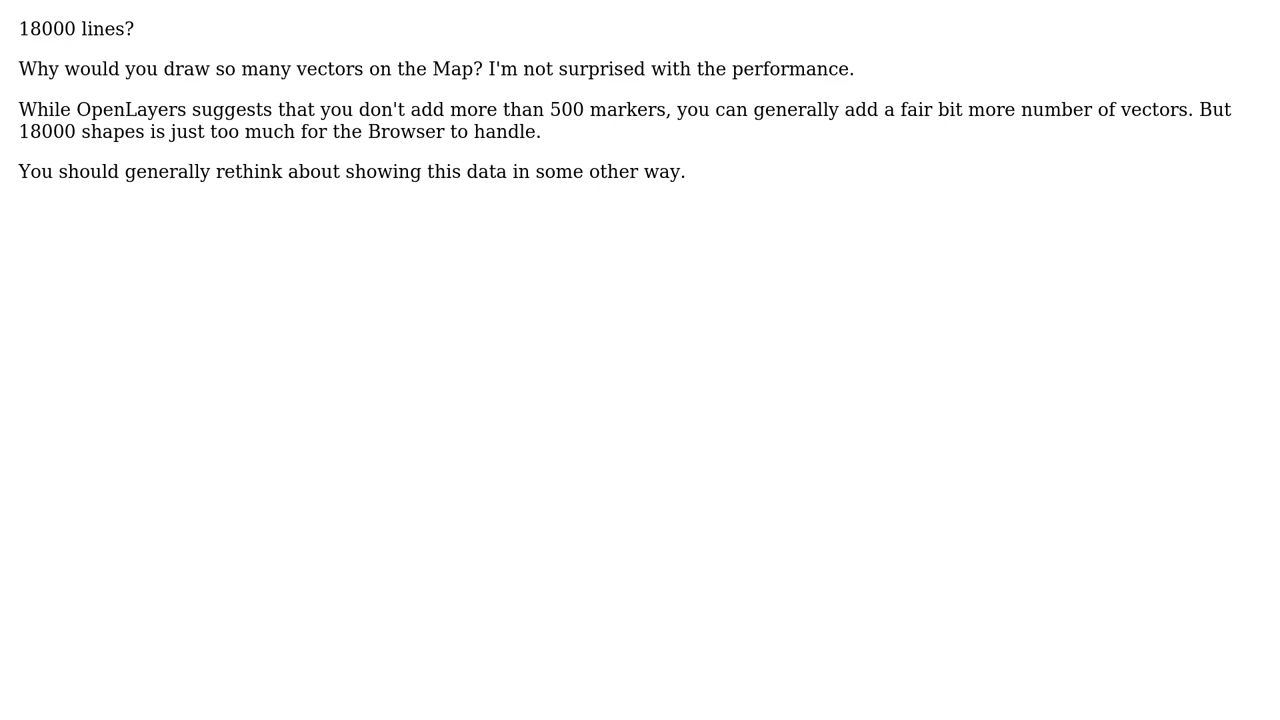 18000 lines?
Why would you draw so many vectors on the Map? I'm not surprised with the performance.
While OpenLayers suggests that you don't add more than 500 markers, you can generally add a fair bit more number of vectors. But
18000 shapes is just too much for the Browser to handle.
You should generally rethink about showing this data in some other way.